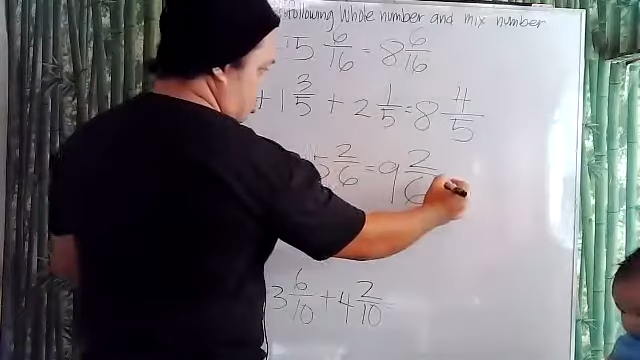 following Whole number and mix number
5 6/16 = 8 6/16
+ 1 3/5 + 2 1/5 = 8 4/5
5 2/6 = 9 2/6
3 6/10 + 4 2/10 =